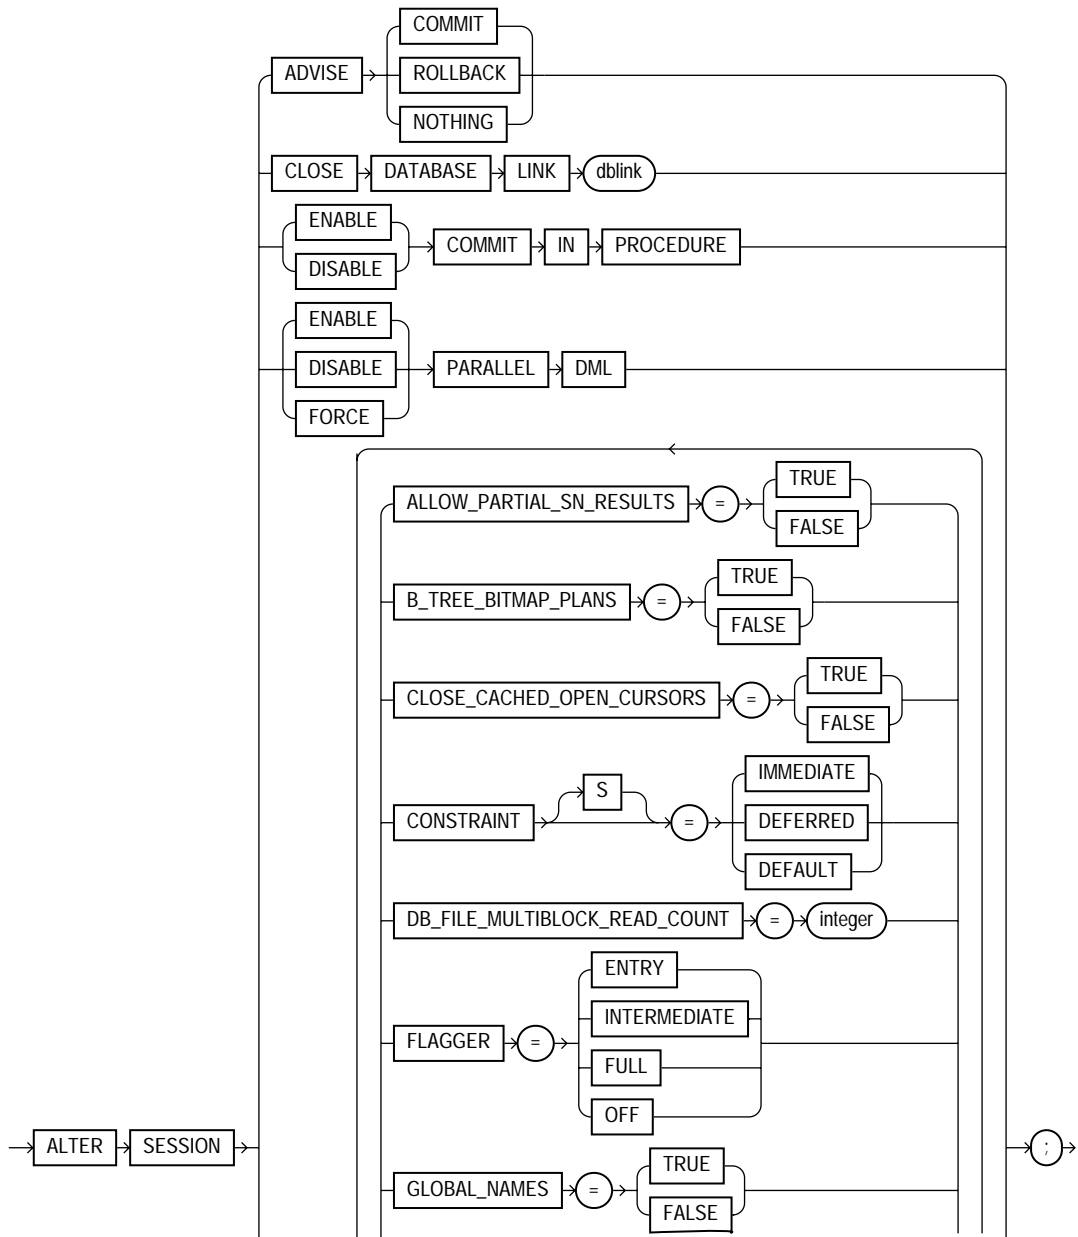 COMMIT
ADVISE ROLLBACK
NOTHING
CLOSE DATABASE LINK dblink
ENABLE
COMMIT IN PROCEDURE
DISABLE
ENABLE
DISABLE PARALLEL DML
FORCE
TRUE
ALLOW_PARTIAL_SN_RESULTS =
FALSE
TRUE
B_TREE_BITMAP_PLANS =
FALSE
TRUE
CLOSE_CACHED_OPEN_CURSORS =
FALSE
IMMEDIATE
S
CONSTRAINT = DEFERRED
DEFAULT
DB_FILE_MULTIBLOCK_READ_COUNT = integer
ENTRY
INTERMEDIATE
FLAGGER =
FULL
OFF
ALTER SESSION ;
TRUE
GLOBAL_NAMES =
FALSE